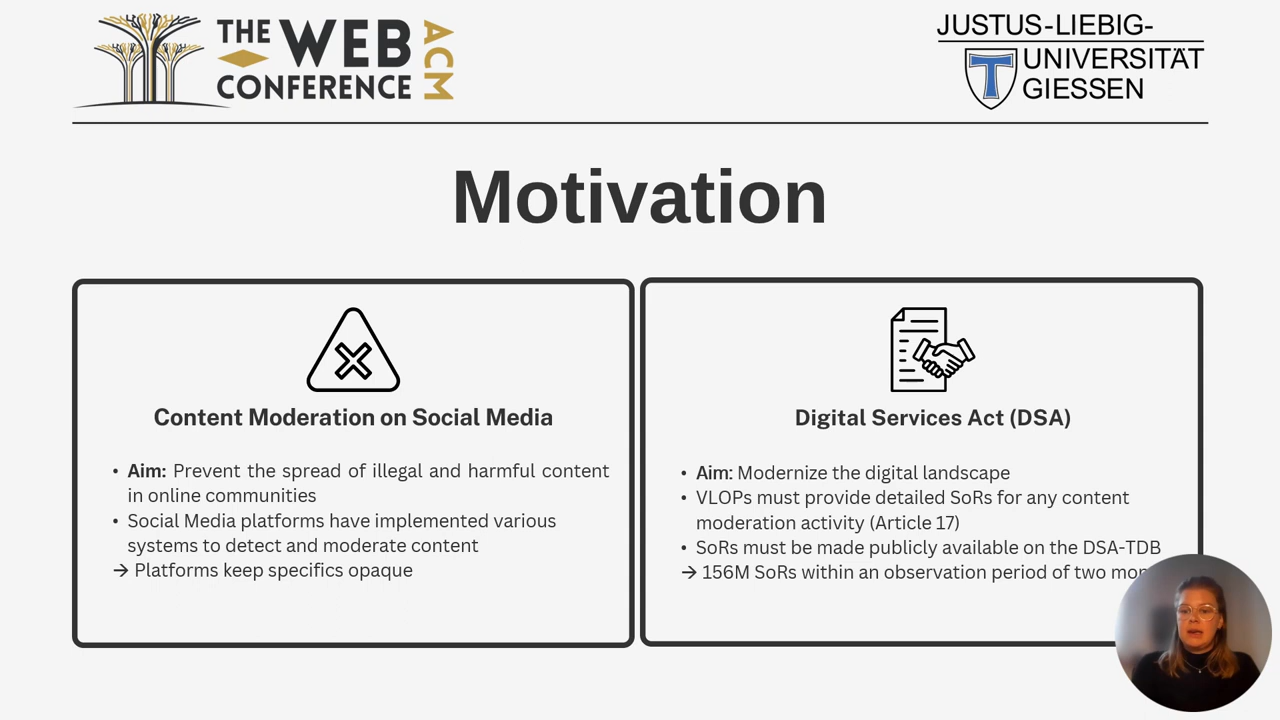 THE WEB CONFERENCE
ACM
JUSTUS-LIEBIG-
UNIVERSITÄT
GIESSEN
Motivation
Content Moderation on Social Media
• Aim: Prevent the spread of illegal and harmful content
in online communities
• Social Media platforms have implemented various
systems to detect and moderate content
→ Platforms keep specifics opaque
Digital Services Act (DSA)
• Aim: Modernize the digital landscape
• VLOPs must provide detailed SoRs for any content
moderation activity (Article 17)
• SoRs must be made publicly available on the DSA-TDB
→ 156M SoRs within an observation period of two